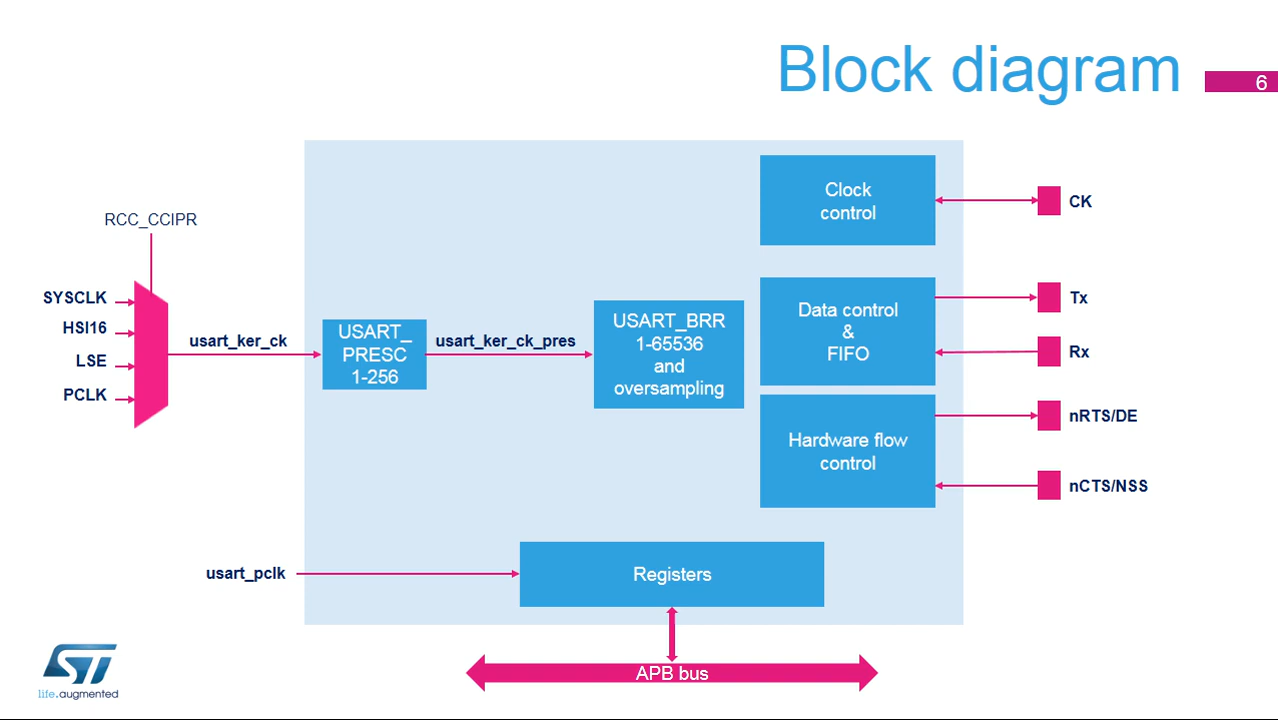 Block diagram
6
RCC_CCIPR
SYSCLK
HSI16
LSE
PCLK
usart_ker_ck
USART_
PRESC
1-256
usart_ker_ck_pres
USART_BRR
1-65536
and
oversampling
Clock
control
Data control
&
FIFO
Hardware flow
control
CK
Tx
Rx
nRTS/DE
nCTS/NSS
usart_pclk
Registers
APB bus
ST
life.augmented